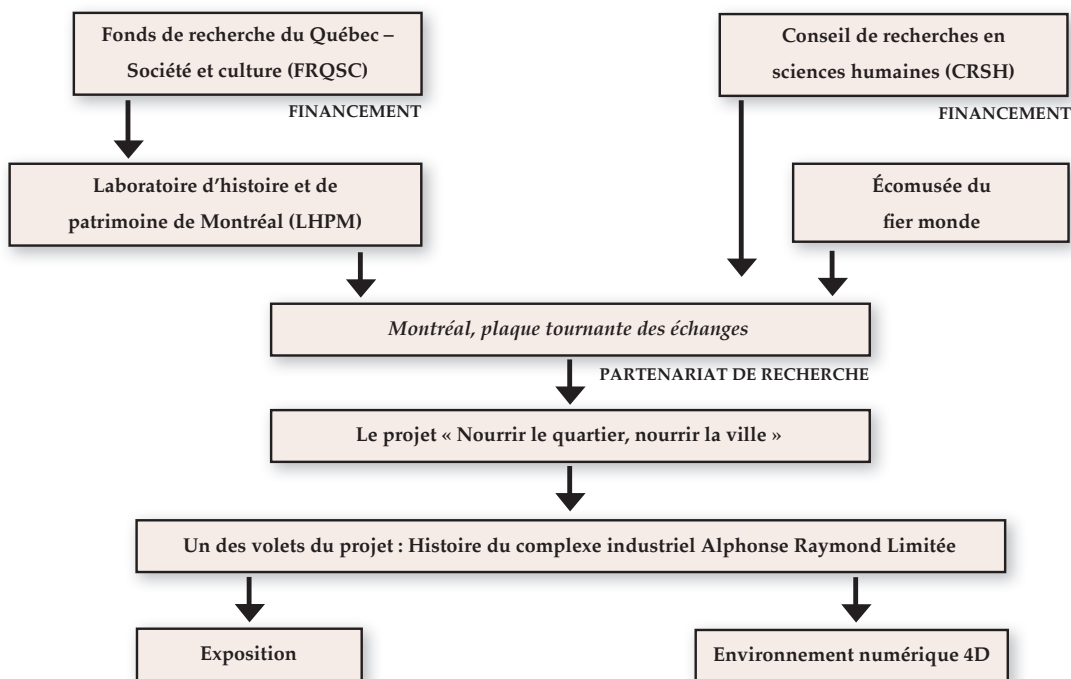 Fonds de recherche du Québec –
Société et culture (FRQSC)
FINANCEMENT
Conseil de recherches en
sciences humaines (CRSH)
FINANCEMENT
Laboratoire d'histoire et de
patrimoine de Montréal (LHPM)
Écomusée du
fier monde
Montréal, plaque tournante des échanges
PARTENARIAT DE RECHERCHE
Le projet « Nourrir le quartier, nourrir la ville »
Un des volets du projet : Histoire du complexe industriel Alphonse Raymond Limitée
Exposition
Environnement numérique 4D